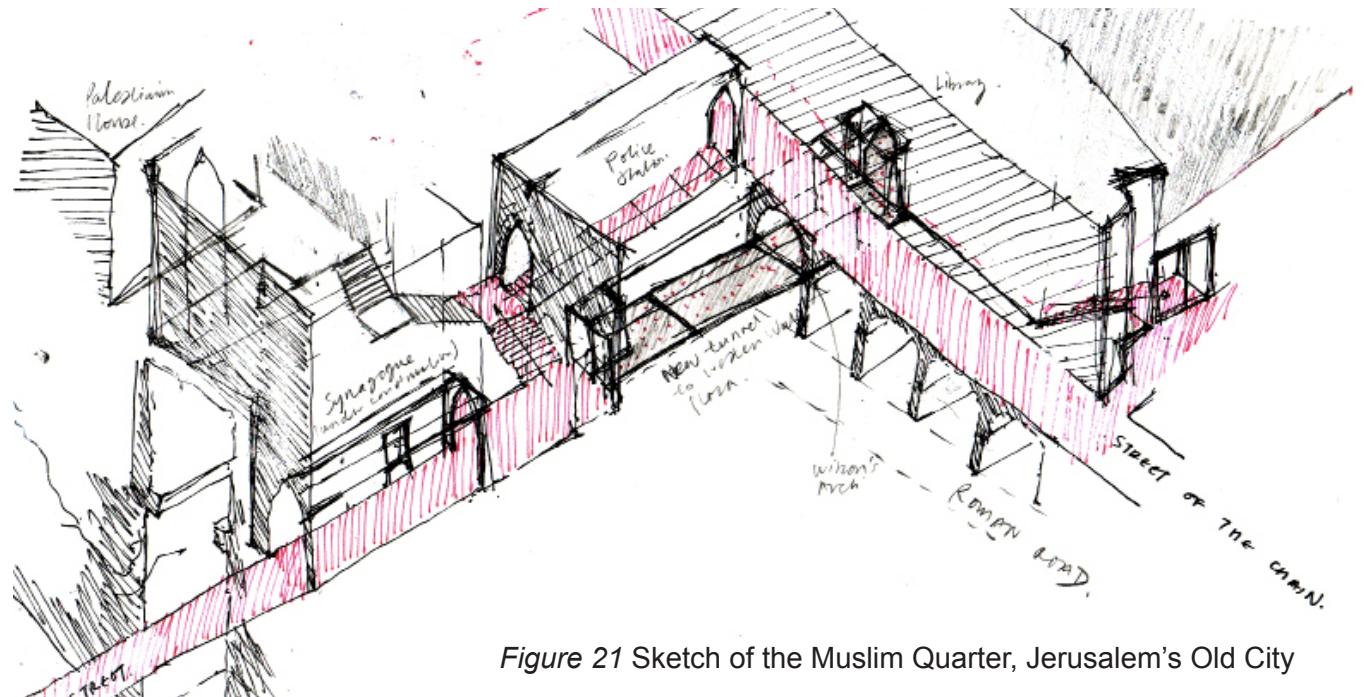 Palestinian
House.
Library.
Police
Station.
Synagogue
(under construction)
New tunnel
to Western Wall
Plaza.
Wilson's
Arch
ROMAN ROAD.
STREET OF THE CHAIN.
STREET
Figure 21 Sketch of the Muslim Quarter, Jerusalem’s Old City